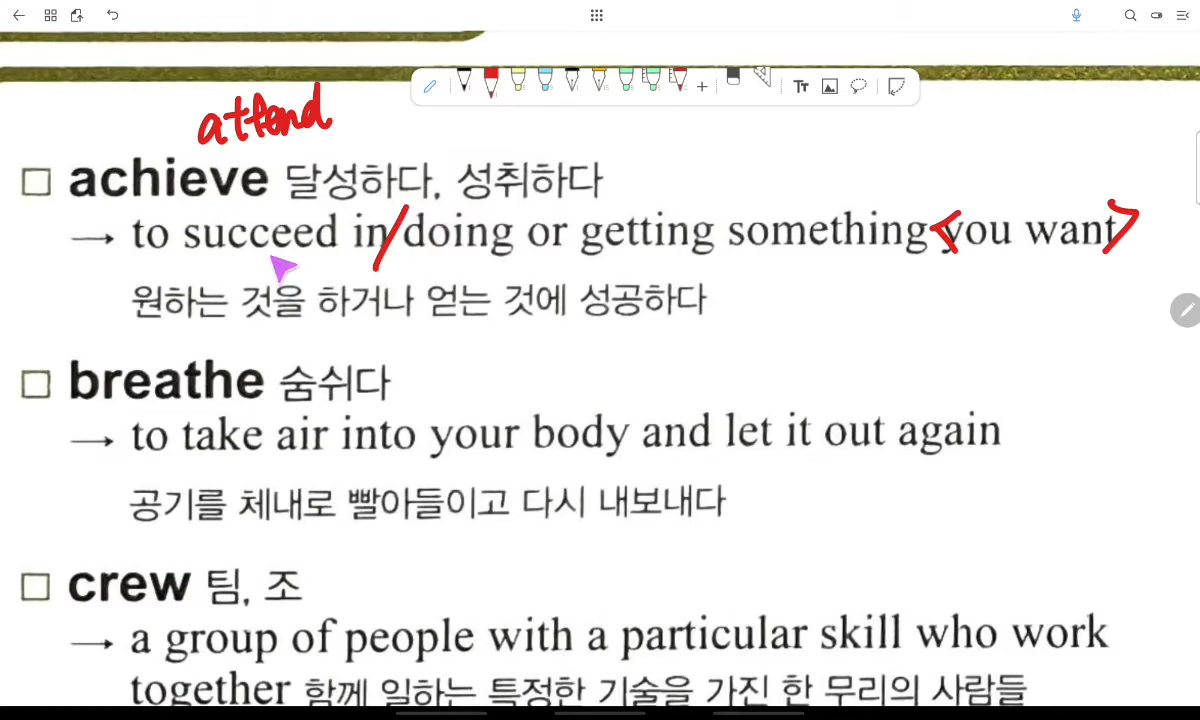 attend
achieve 달성하다, 성취하다
→ to succeed in/doing or getting something <you want>
원하는 것을 하거나 얻는 것에 성공하다
breathe 숨쉬다
→ to take air into your body and let it out again
공기를 체내로 빨아들이고 다시 내보내다
crew 팀, 조
→ a group of people with a particular skill who work
together 함께 일하는 특정한 기술을 가진 한 무리의 사람들